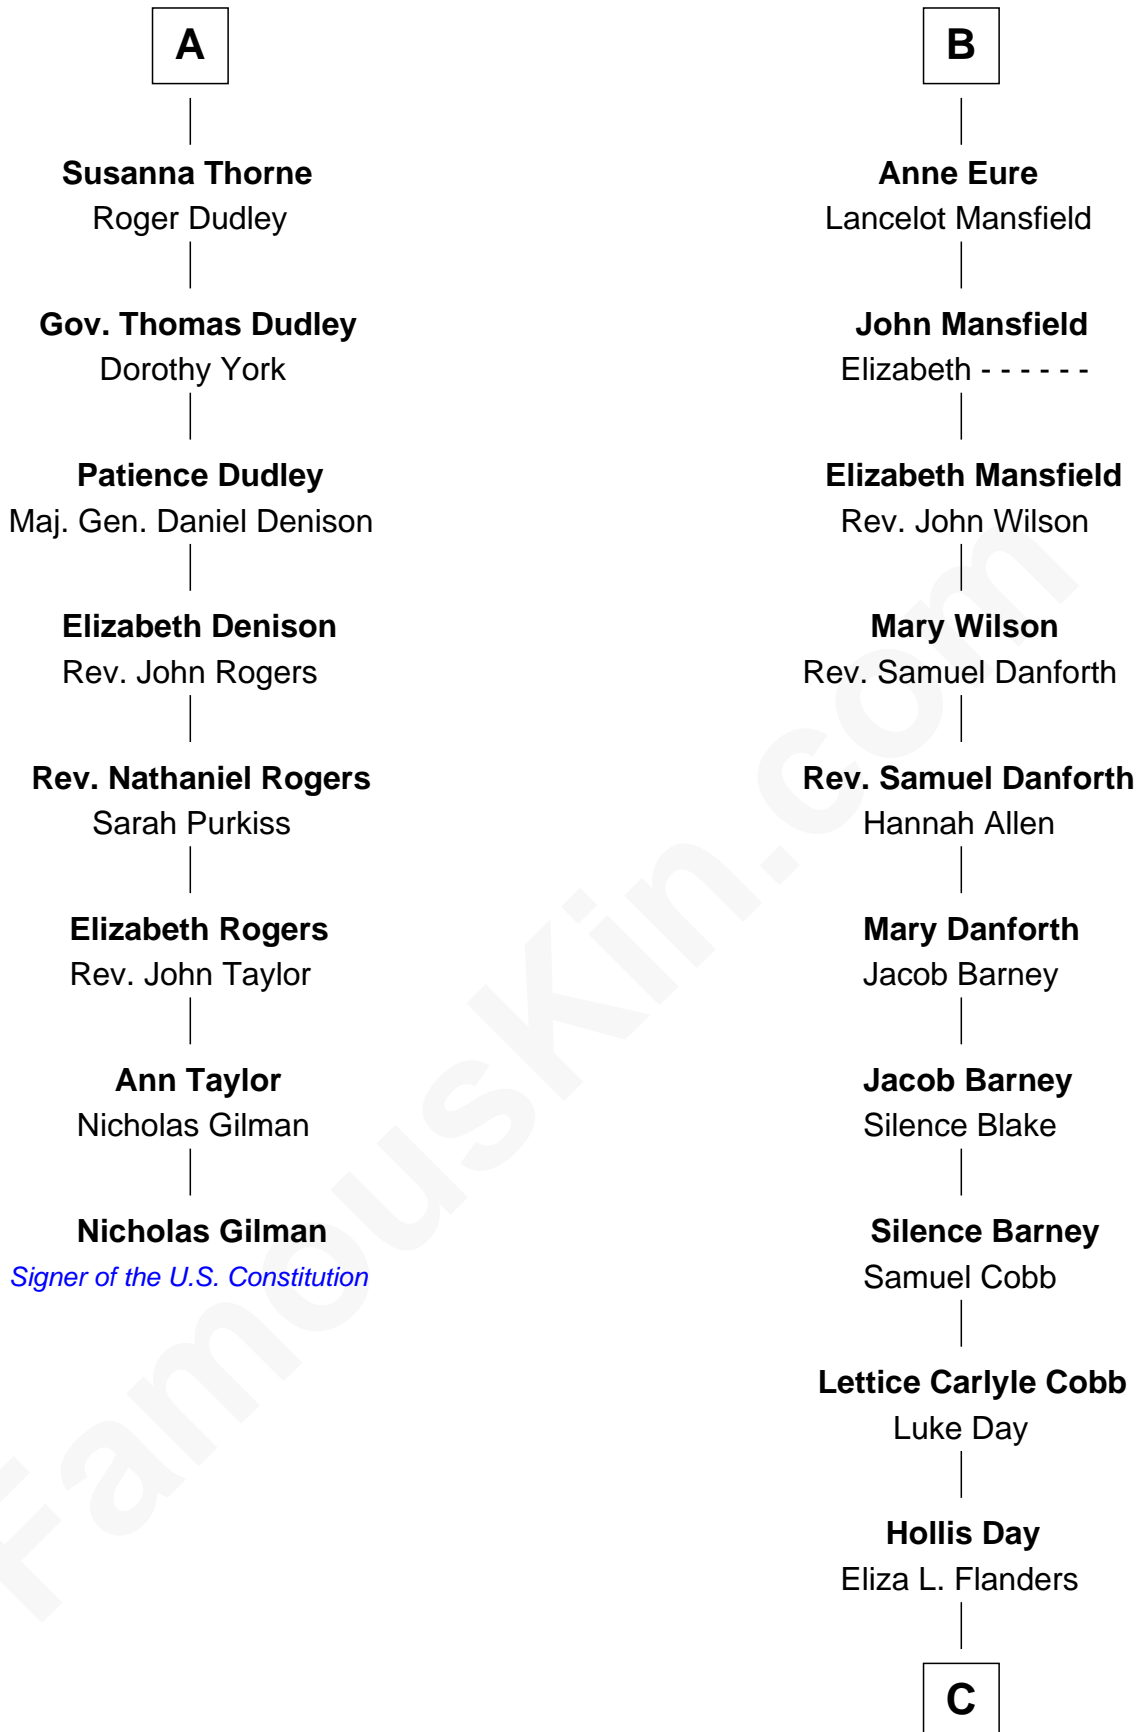 A
Susanna Thorne
Roger Dudley
Gov. Thomas Dudley
Dorothy York
Patience Dudley
Maj. Gen. Daniel Denison
Elizabeth Denison
Rev. John Rogers
Rev. Nathaniel Rogers
Sarah Purkiss
Elizabeth Rogers
Rev. John Taylor
Ann Taylor
Nicholas Gilman
Nicholas Gilman
Signer of the U.S. Constitution
B
Anne Eure
Lancelot Mansfield
John Mansfield
Elizabeth - - - - - -
Elizabeth Mansfield
Rev. John Wilson
Mary Wilson
Rev. Samuel Danforth
Rev. Samuel Danforth
Hannah Allen
Mary Danforth
Jacob Barney
Jacob Barney
Silence Blake
Silence Barney
Samuel Cobb
Lettice Carlyle Cobb
Luke Day
Hollis Day
Eliza L. Flanders
C
FamousKin.com